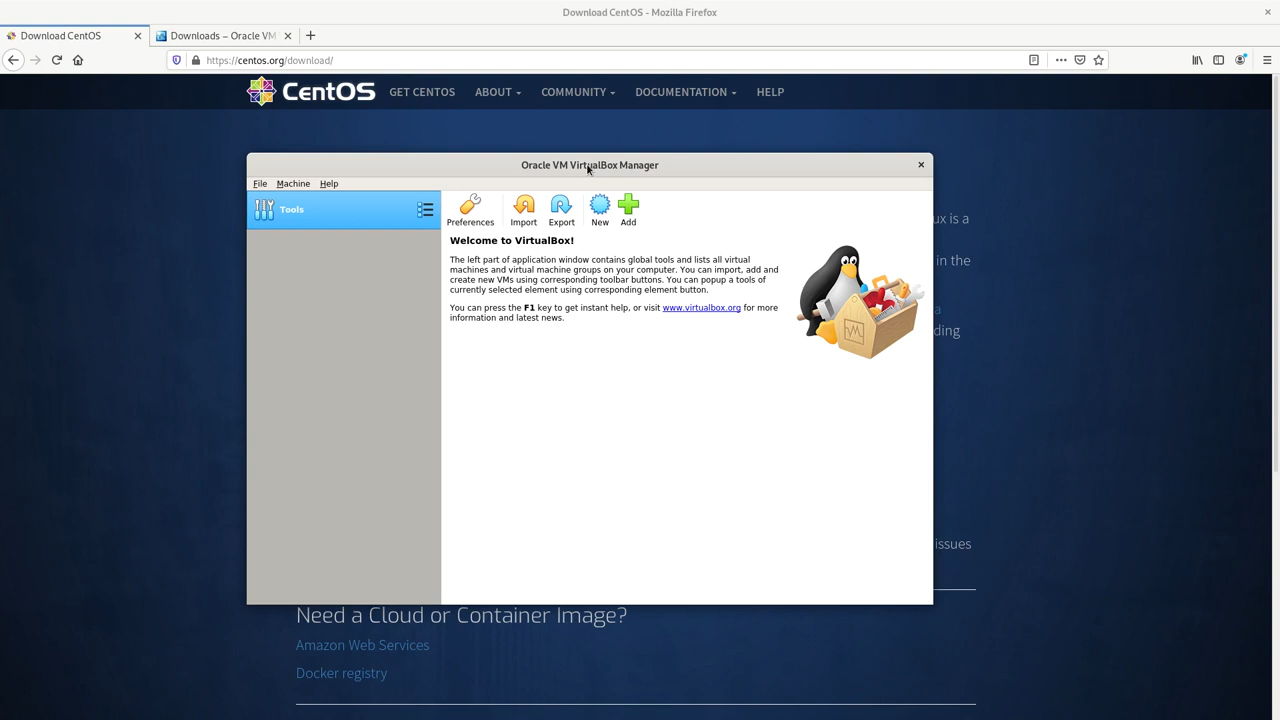 Download CentOS - Mozilla Firefox
Download CentOS
Downloads – Oracle VM
https://centos.org/download/
CentOS GET CENTOS ABOUT COMMUNITY DOCUMENTATION HELP
Oracle VM VirtualBox Manager
File Machine Help
Tools
Preferences Import Export New Add
Welcome to VirtualBox!
The left part of application window contains global tools and lists all virtual
machines and virtual machine groups on your computer. You can import, add and
create new VMs using corresponding toolbar buttons. You can popup a tools of
currently selected element using corresponding element button.
You can press the F1 key to get instant help, or visit www.virtualbox.org for more
information and latest news.
ux is a
in the
a
ding
issues
Need a Cloud or Container Image?
Amazon Web Services
Docker registry